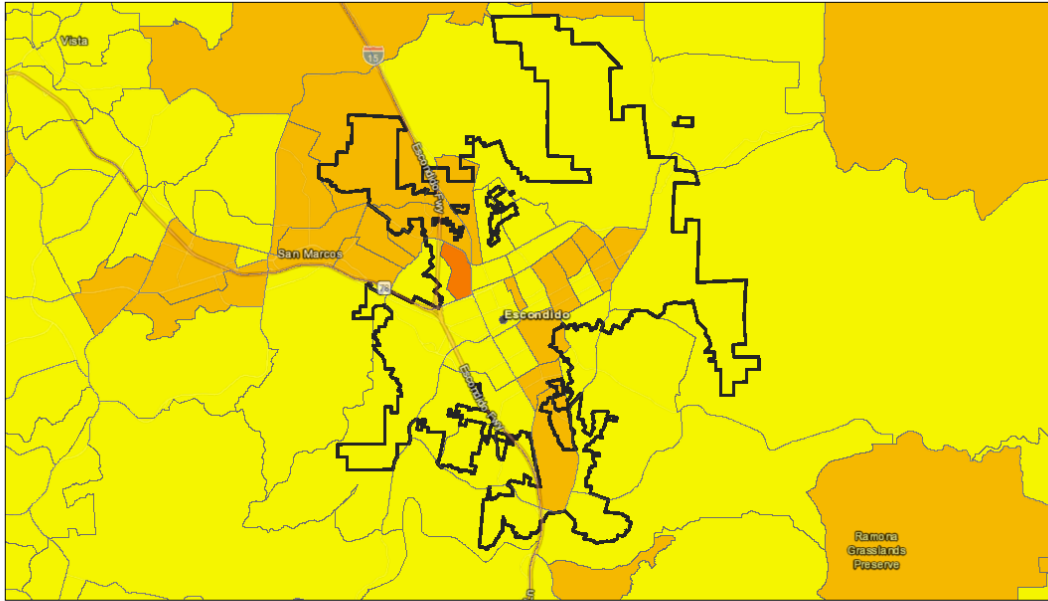 Vista
15
Escondido Fwy
San Marcos
78
Escondido
Escondido Fwy
Ramona
Grasslands
Preserve